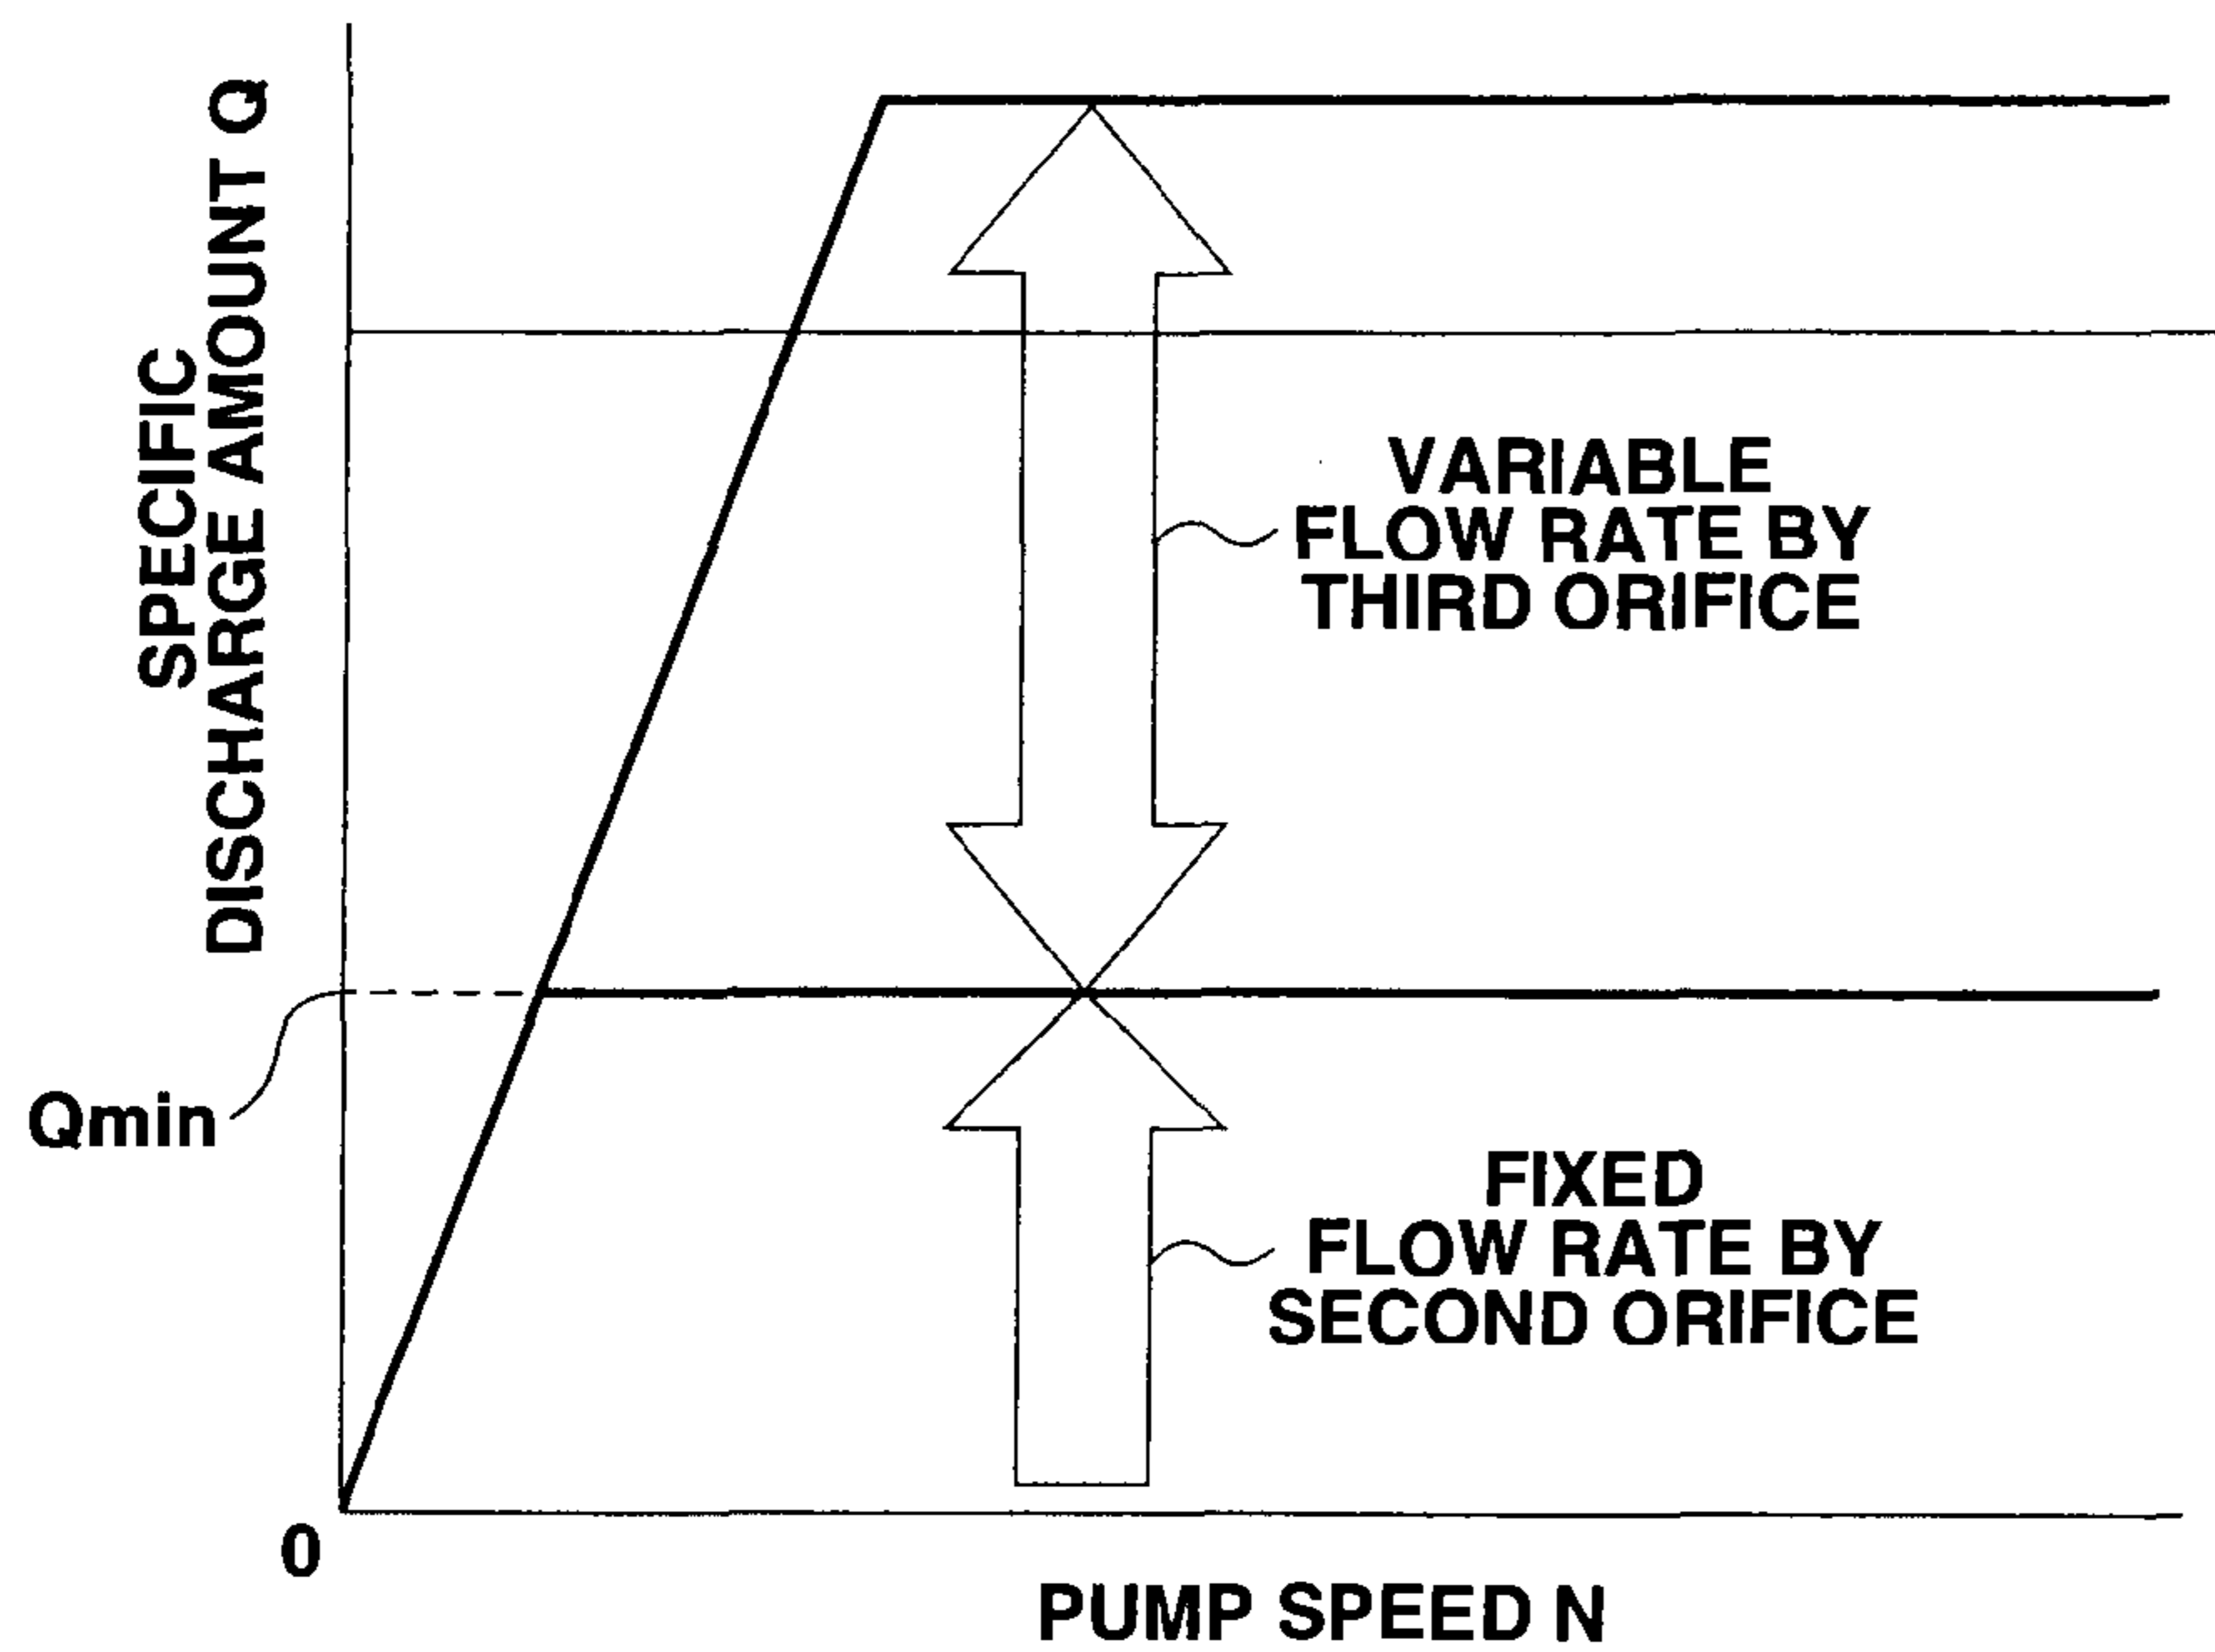 SPECIFIC
DISCHARGE AMOUNT Q
VARIABLE
FLOW RATE BY
THIRD ORIFICE
Qmin
FIXED
FLOW RATE BY
SECOND ORIFICE
0
PUMP SPEED N